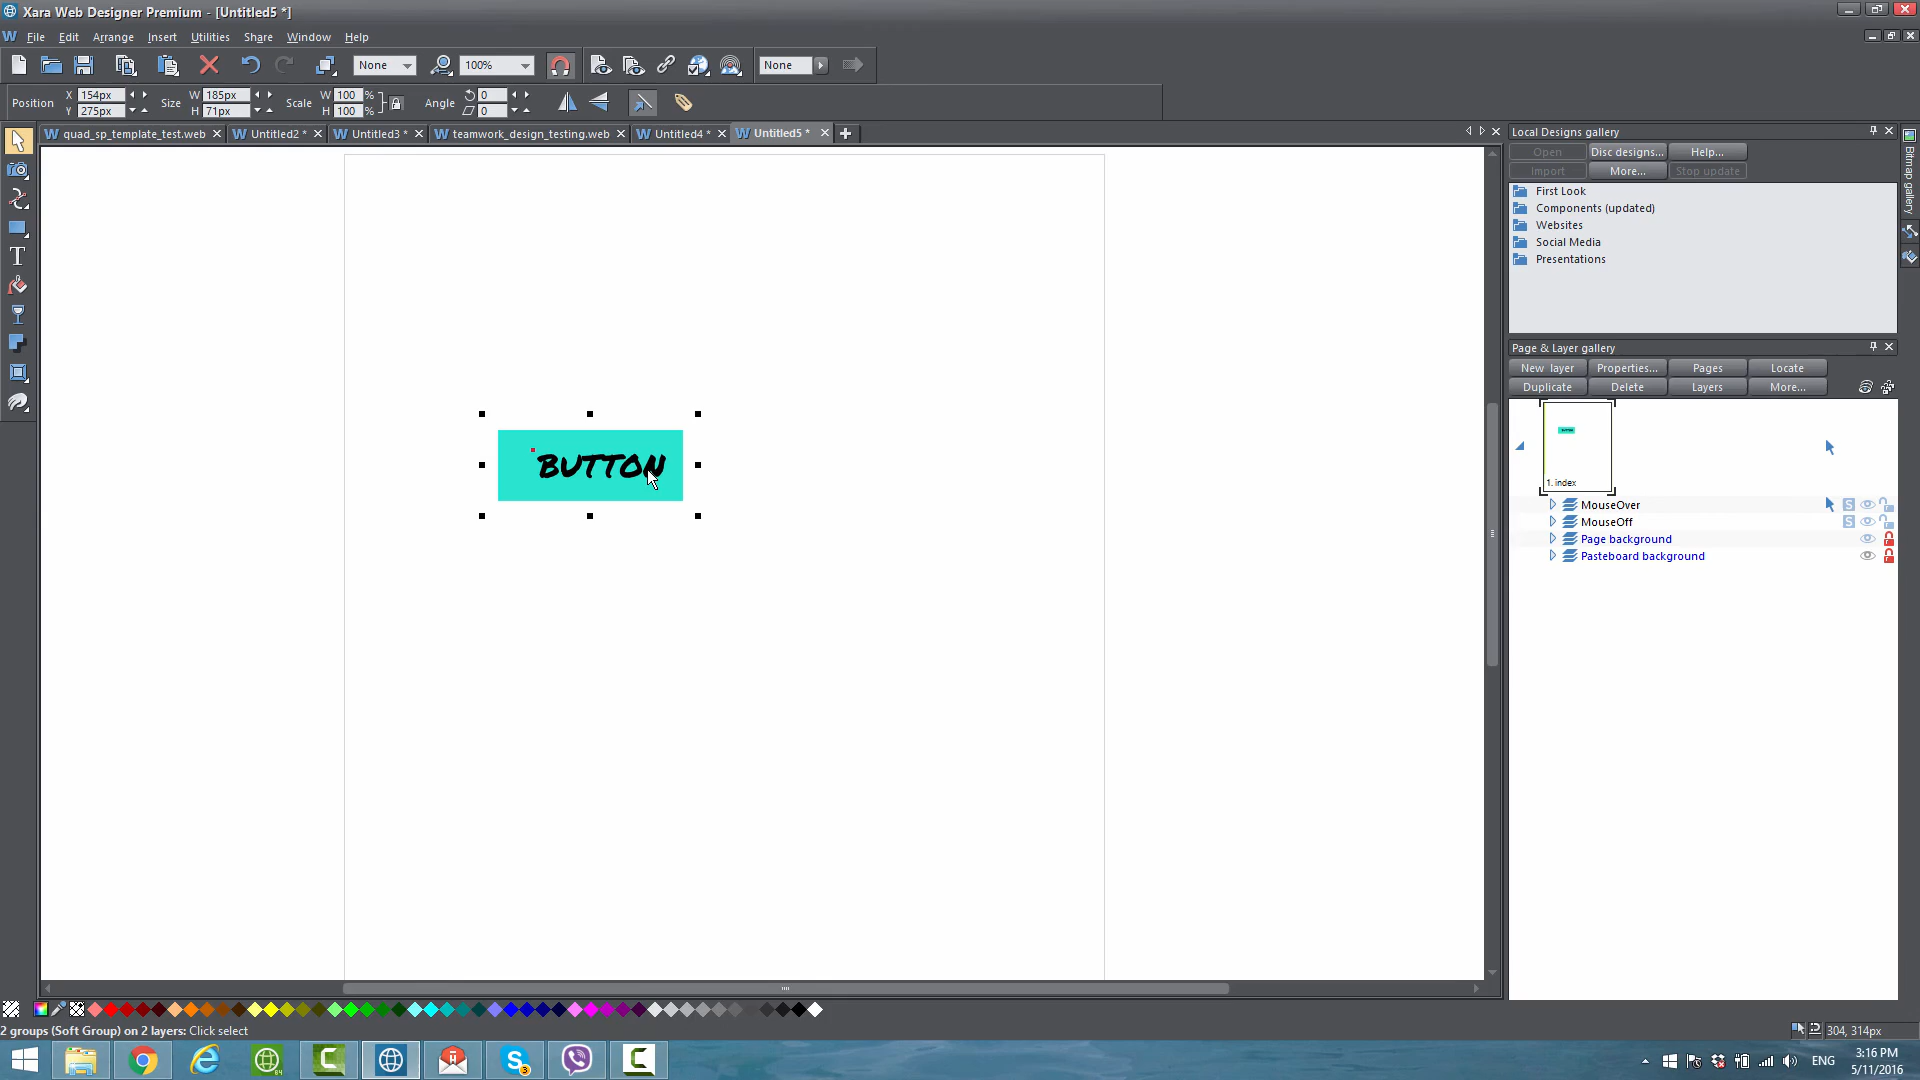 Xara Web Designer Premium - [Untitled5 *]
File Edit Arrange Insert Utilities Share Window Help
None 100% None
Position X 154px Size W 185px Scale W 100 % Angle 0
Y 275px H 71px H 100 % 0
quad_sp_template_test.web Untitled2 * Untitled3 * teamwork_design_testing.web Untitled4 * Untitled5 *
Local Designs gallery
Open Disc designs... Help...
Import More... Stop update
First Look
Components (updated)
Websites
Social Media
Presentations
Bitmap gallery
Page & Layer gallery
New layer Properties... Pages Locate
Duplicate Delete Layers More...
BUTTON
1. index
MouseOver S
MouseOff S
Page background
Pasteboard background
2 groups (Soft Group) on 2 layers: Click select
304, 314px
3
ENG
3:16 PM
5/11/2016